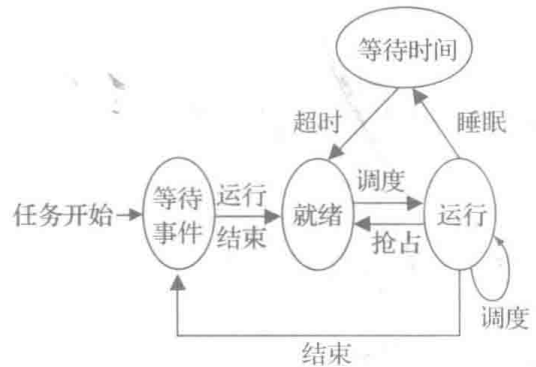 等待时间
超时
睡眠
任务开始
等待
事件
运行
结束
就绪
调度
抢占
运行
调度
结束